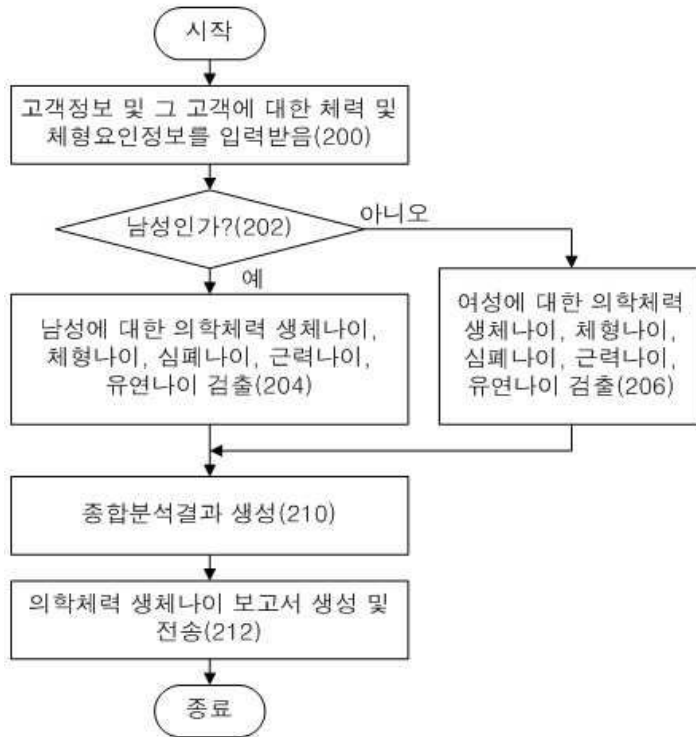 시작
고객정보 및 그 고객에 대한 체력 및
체형요인정보를 입력받음(200)
남성인가?(202)
아니오
예
남성에 대한 의학체력 생체나이,
체형나이, 심폐나이, 근력나이,
유연나이 검출(204)
여성에 대한 의학체력
생체나이, 체형나이,
심폐나이, 근력나이,
유연나이 검출(206)
종합분석결과 생성(210)
의학체력 생체나이 보고서 생성 및
전송(212)
종료